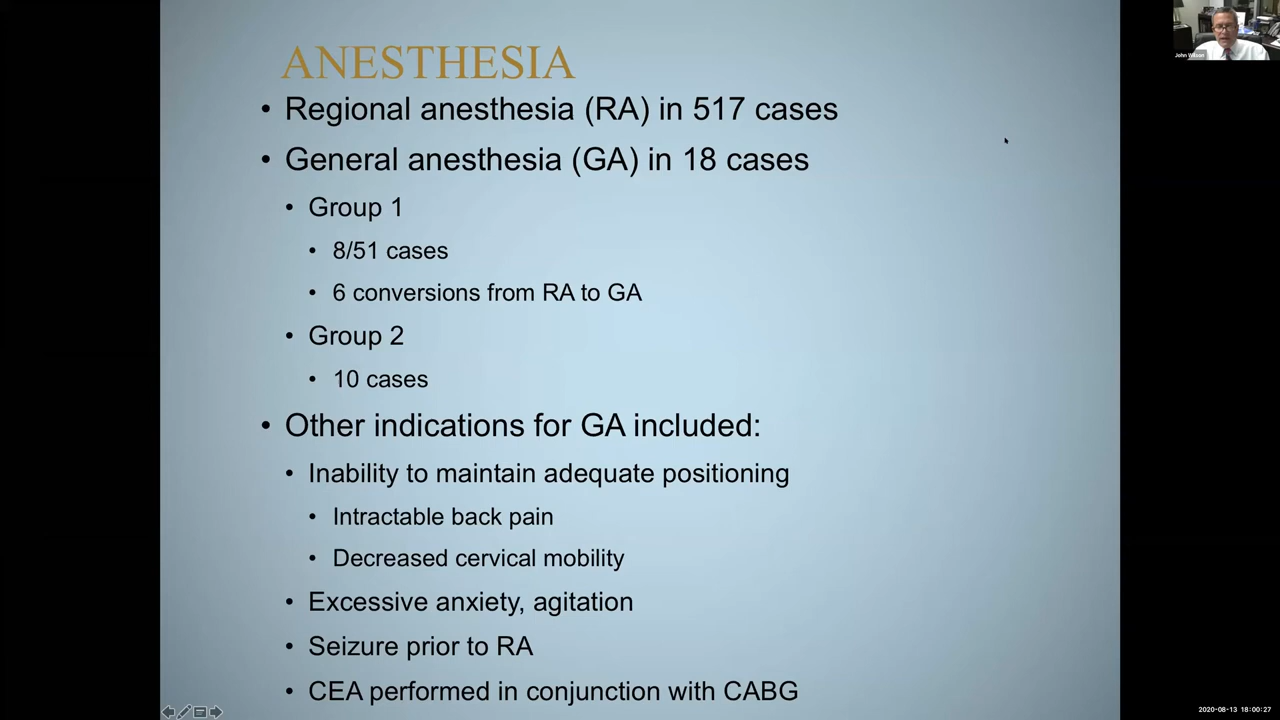 ANESTHESIA
• Regional anesthesia (RA) in 517 cases
• General anesthesia (GA) in 18 cases
• Group 1
• 8/51 cases
• 6 conversions from RA to GA
• Group 2
• 10 cases
• Other indications for GA included:
• Inability to maintain adequate positioning
• Intractable back pain
• Decreased cervical mobility
• Excessive anxiety, agitation
• Seizure prior to RA
• CEA performed in conjunction with CABG
John Wilson
2020-08-13 18:00:27